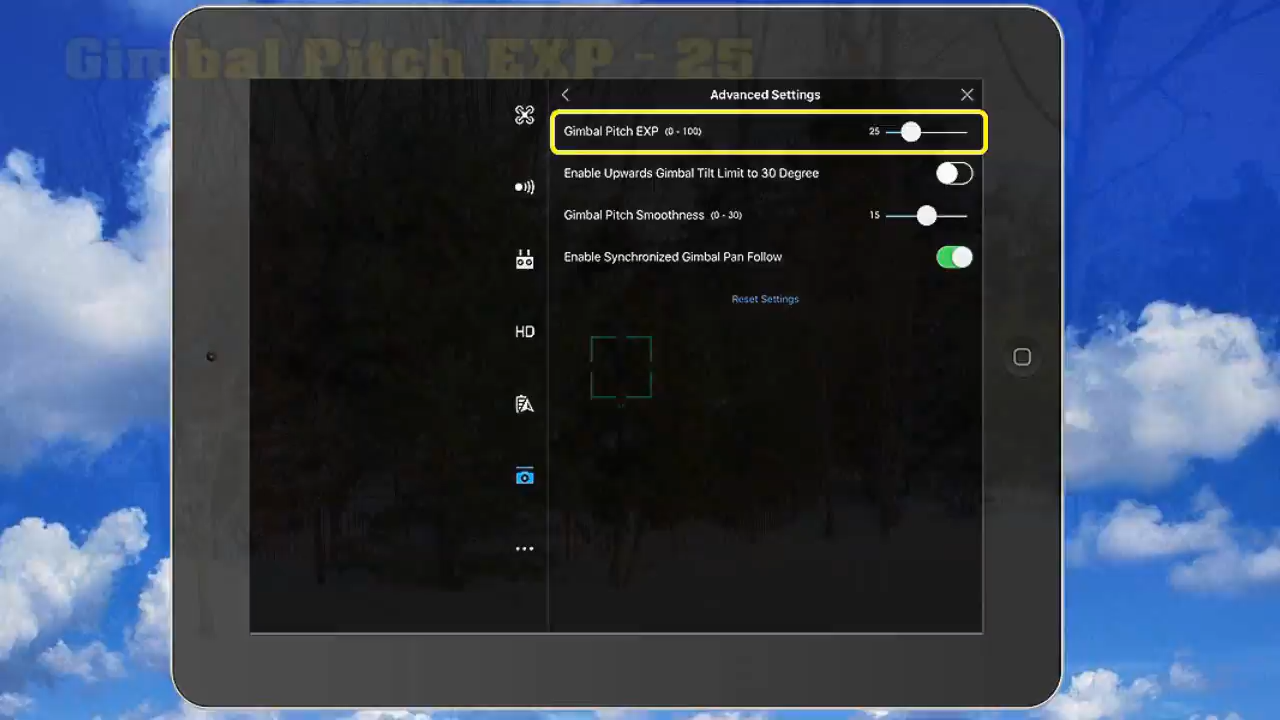 Gimbal Pitch EXP - 25
Advanced Settings
Gimbal Pitch EXP (0 - 100) 25
Enable Upwards Gimbal Tilt Limit to 30 Degree
Gimbal Pitch Smoothness (0 - 30) 15
Enable Synchronized Gimbal Pan Follow
Reset Settings
HD